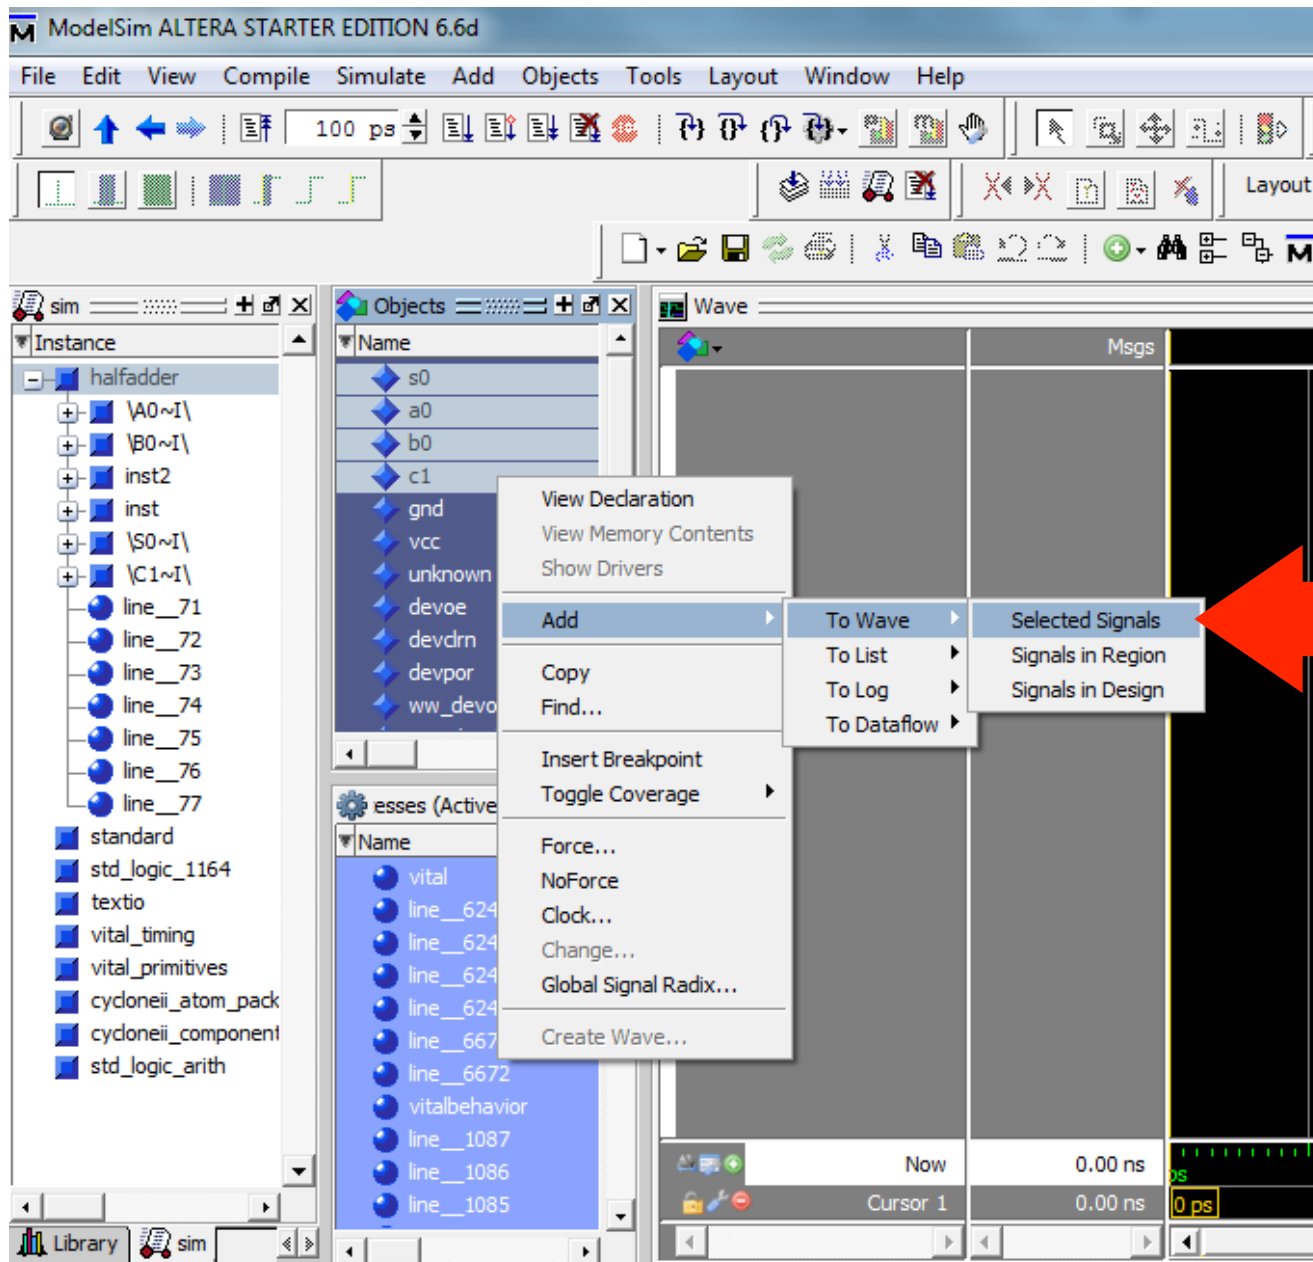 ModelSim ALTERA STARTER EDITION 6.6d
File Edit View Compile Simulate Add Objects Tools Layout Window Help
100 ps
Layout
sim
Instance
halfadder
\A0~I\
\B0~I\
inst2
inst
\S0~I\
\C1~I\
line__71
line__72
line__73
line__74
line__75
line__76
line__77
standard
std_logic_1164
textio
vital_timing
vital_primitives
cycloneii_atom_pack
cycloneii_component
std_logic_arith
Library
sim
Objects
Name
s0
a0
b0
c1
gnd
vcc
unknown
devoe
devclrn
devpor
ww_devo
esses (Active
Name
vital
line__624
line__624
line__624
line__624
line__667
line__6672
vitalbehavior
line__1087
line__1086
line__1085
View Declaration
View Memory Contents
Show Drivers
Add
Copy
Find...
Insert Breakpoint
Toggle Coverage
Force...
NoForce
Clock...
Change...
Global Signal Radix...
Create Wave...
To Wave
To List
To Log
To Dataflow
Selected Signals
Signals in Region
Signals in Design
Wave
Msgs
Now 0.00 ns
ps
Cursor 1 0.00 ns
0 ps